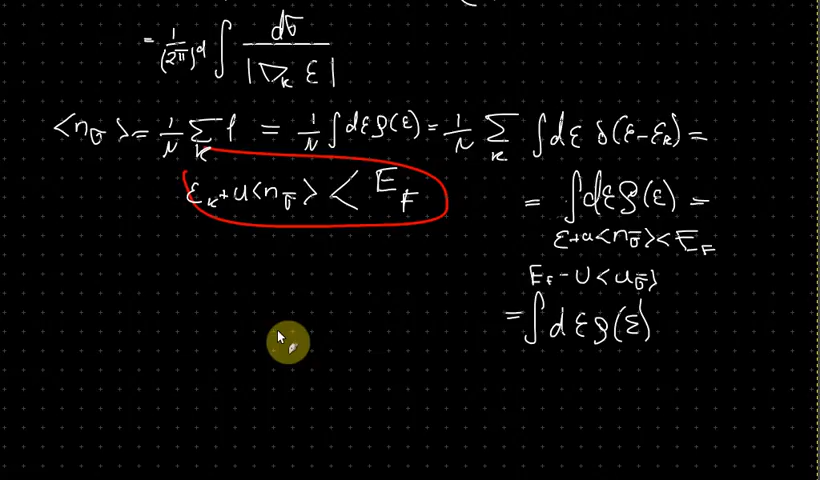 = 1/(2π)^d ∫ dσ / |∇_k ε|
<n_σ> = 1/N Σ_k 1 = 1/N ∫dε ρ(ε) = 1/N Σ_k ∫dε δ(ε-ε_k) =
ε_k + u<n_σ̄> < E_F
= ∫dε ρ(ε) =
ε+u<n_σ̄> < E_F
E_F - U<n_σ̄>
= ∫ dε ρ(ε)